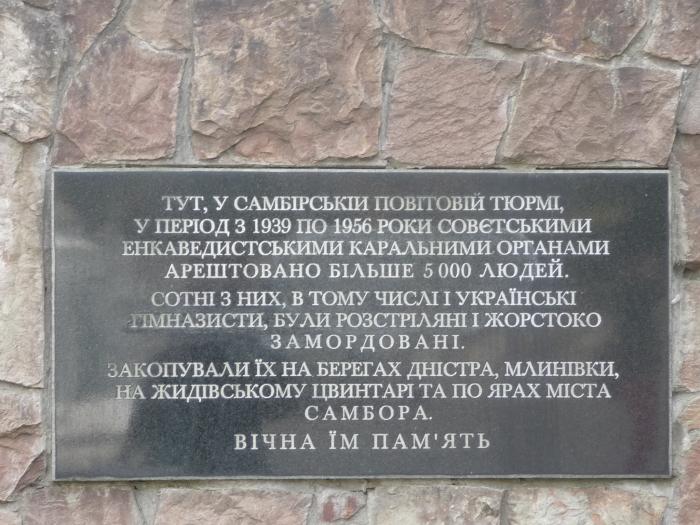 ТУТ, У САМБІРСЬКІЙ ПОВІТОВІЙ ТЮРМІ,
У ПЕРІОД З 1939 ПО 1956 РОКИ СОВЄТСЬКИМИ
ЕНКАВЕДИСТСЬКИМИ КАРАЛЬНИМИ ОРГАНАМИ
АРЕШТОВАНО БІЛЬШЕ 5 000 ЛЮДЕЙ.
СОТНІ З НИХ, В ТОМУ ЧИСЛІ І УКРАЇНСЬКІ
ГІМНАЗИСТИ, БУЛИ РОЗСТРІЛЯНІ І ЖОРСТОКО
ЗАМОРДОВАНІ.
ЗАКОПУВАЛИ ЇХ НА БЕРЕГАХ ДНІСТРА, МЛИНІВКИ,
НА ЖИДІВСЬКОМУ ЦВИНТАРІ ТА ПО ЯРАХ МІСТА
САМБОРА.
ВІЧНА ЇМ ПАМ'ЯТЬ